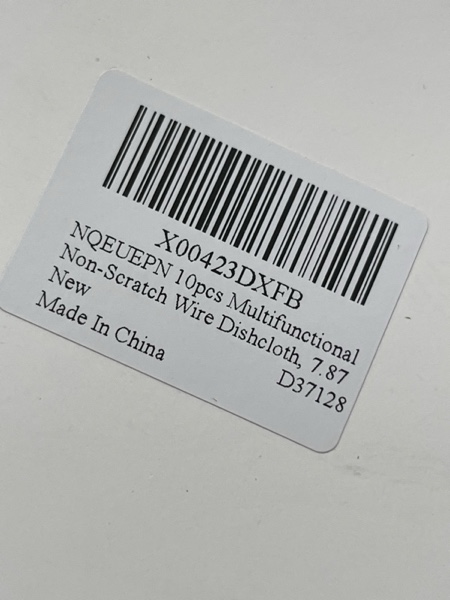 X00423DXFB
NQEUEPN 10pcs Multifunctional
Non-Scratch Wire Dishcloth, 7.87
New
D37128
Made In China